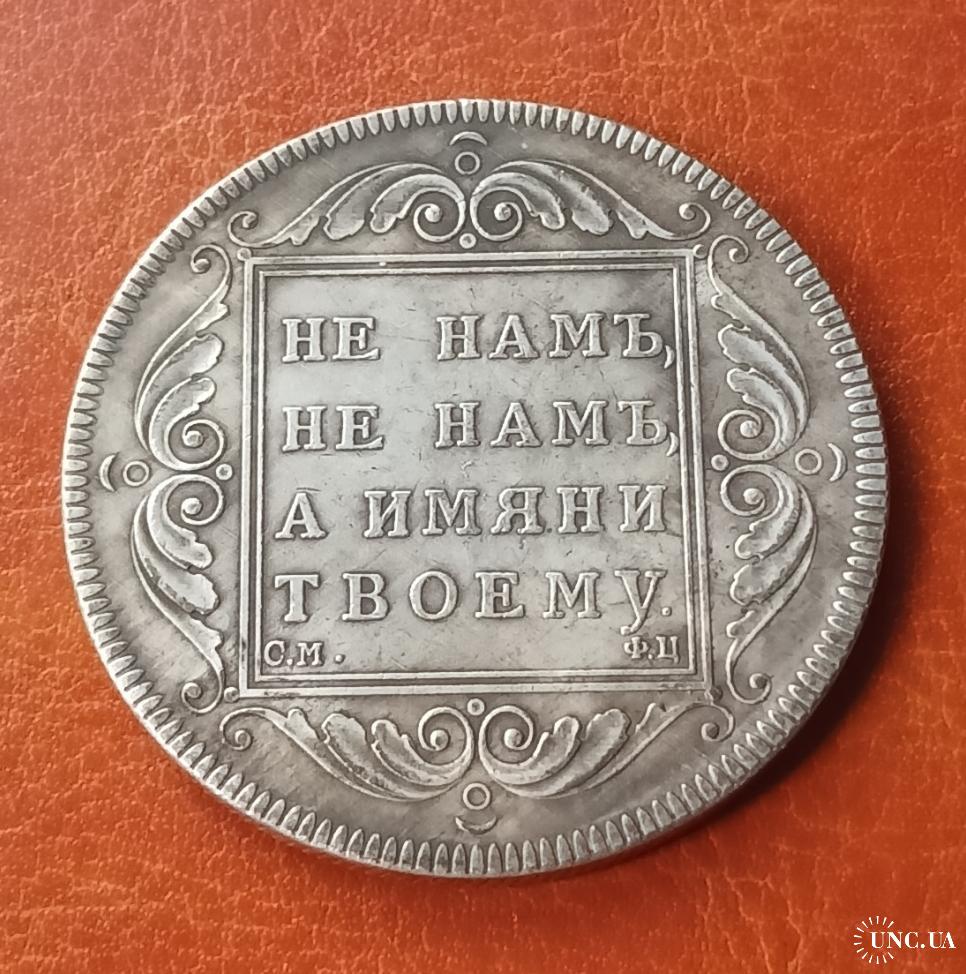 НЕ НАМЪ,
НЕ НАМЪ,
А ИМЯНИ
ТВОЕМУ.
С.М. Ф.Ц
UNC.UA